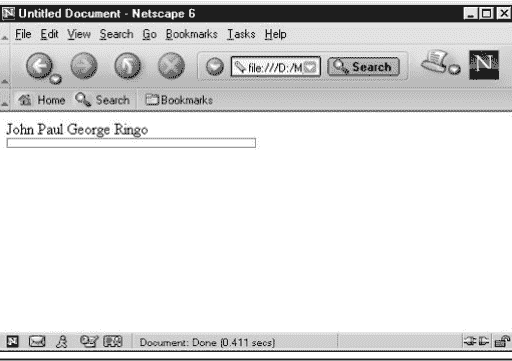 Untitled Document - Netscape 6
File Edit View Search Go Bookmarks Tasks Help
file:///D:/M Search N
Home Search Bookmarks
John Paul George Ringo
Document: Done (0.411 secs)